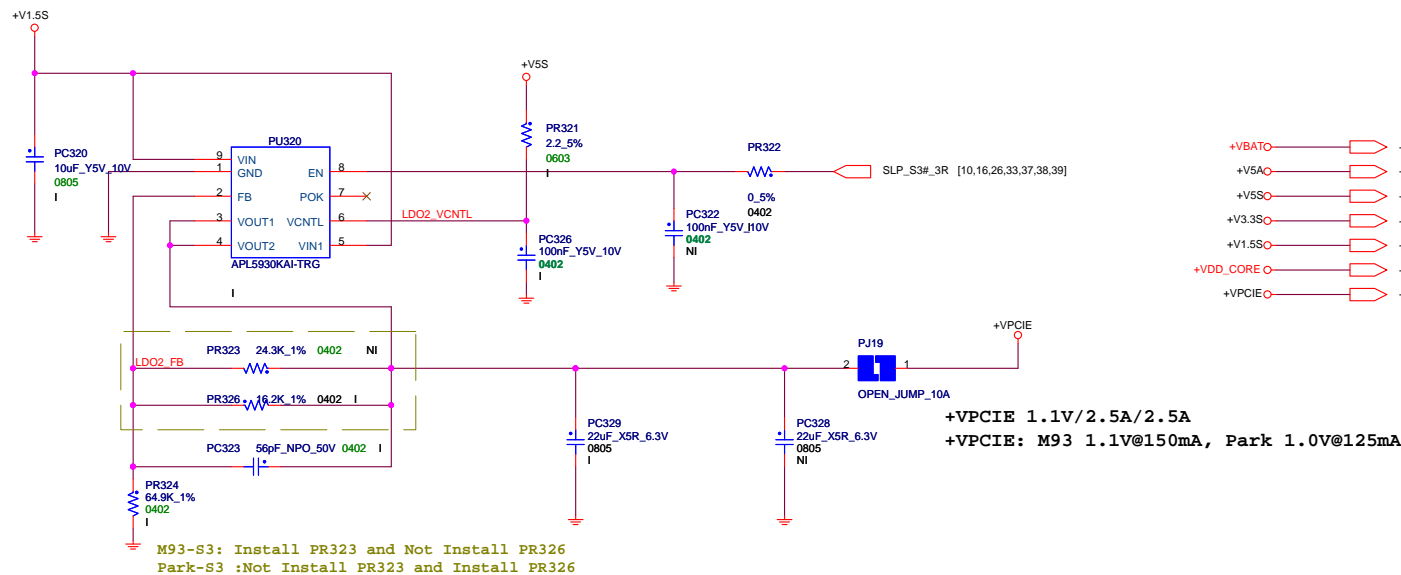 +V1.5S
+V5S
PC320
10uF_Y5V_10V
0805
I
PU320
9 VIN
1 GND
2 FB
3 VOUT1
4 VOUT2
EN 8
POK 7
VCNTL 6
VIN1 5
APL5930KAI-TRG
I
LDO2_VCNTL
PR321
2.2_5%
0603
I
PC326
100nF_Y5V_10V
0402
I
PR322
0_5%
0402
I
SLP_S3#_3R [10,16,26,33,37,38,39]
PC322
100nF_Y5V_10V
0402
NI
+VBAT
+V5A
+V5S
+V3.3S
+V1.5S
+VDD_CORE
+VPCIE
LDO2_FB
PR323 24.3K_1% 0402 NI
PR326 16.2K_1% 0402 I
PC323 56pF_NPO_50V 0402 I
PR324
64.9K_1%
0402
I
PC329
22uF_X5R_6.3V
0805
I
PC328
22uF_X5R_6.3V
0805
NI
PJ19
2 1
OPEN_JUMP_10A
+VPCIE
+VPCIE 1.1V/2.5A/2.5A
+VPCIE: M93 1.1V@150mA, Park 1.0V@125mA
M93-S3: Install PR323 and Not Install PR326
Park-S3 :Not Install PR323 and Install PR326